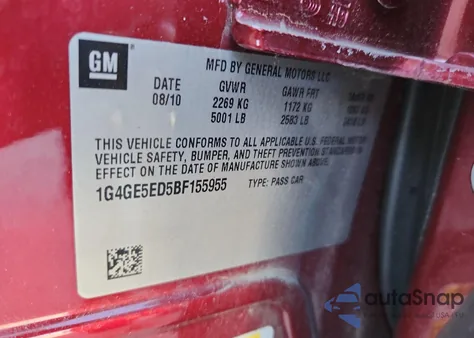 GM
MFD BY GENERAL MOTORS LLC
DATE GVWR GAWR FRT
08/10 2269 KG 1172 KG
5001 LB 2583 LB
THIS VEHICLE CONFORMS TO ALL APPLICABLE U.S. FEDERAL MOTOR
VEHICLE SAFETY, BUMPER, AND THEFT PREVENTION STANDARDS IN
EFFECT ON THE DATE OF MANUFACTURE SHOWN ABOVE.
1G4GE5ED5BF155955 TYPE: PASS CAR
autoSnap